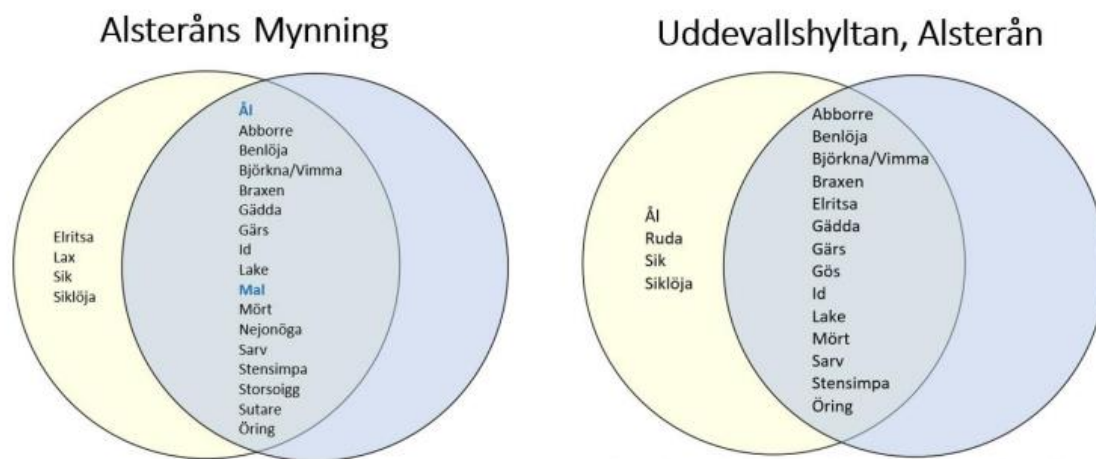 Alsteråns Mynning
Elritsa
Lax
Sik
Siklöja
Ål
Abborre
Benlöja
Björkna/Vimma
Braxen
Gädda
Gärs
Id
Lake
Mal
Mört
Nejonöga
Sarv
Stensimpa
Storsoigg
Sutare
Öring
Uddevallshyltan, Alsterån
Ål
Ruda
Sik
Siklöja
Abborre
Benlöja
Björkna/Vimma
Braxen
Elritsa
Gädda
Gärs
Gös
Id
Lake
Mört
Sarv
Stensimpa
Öring